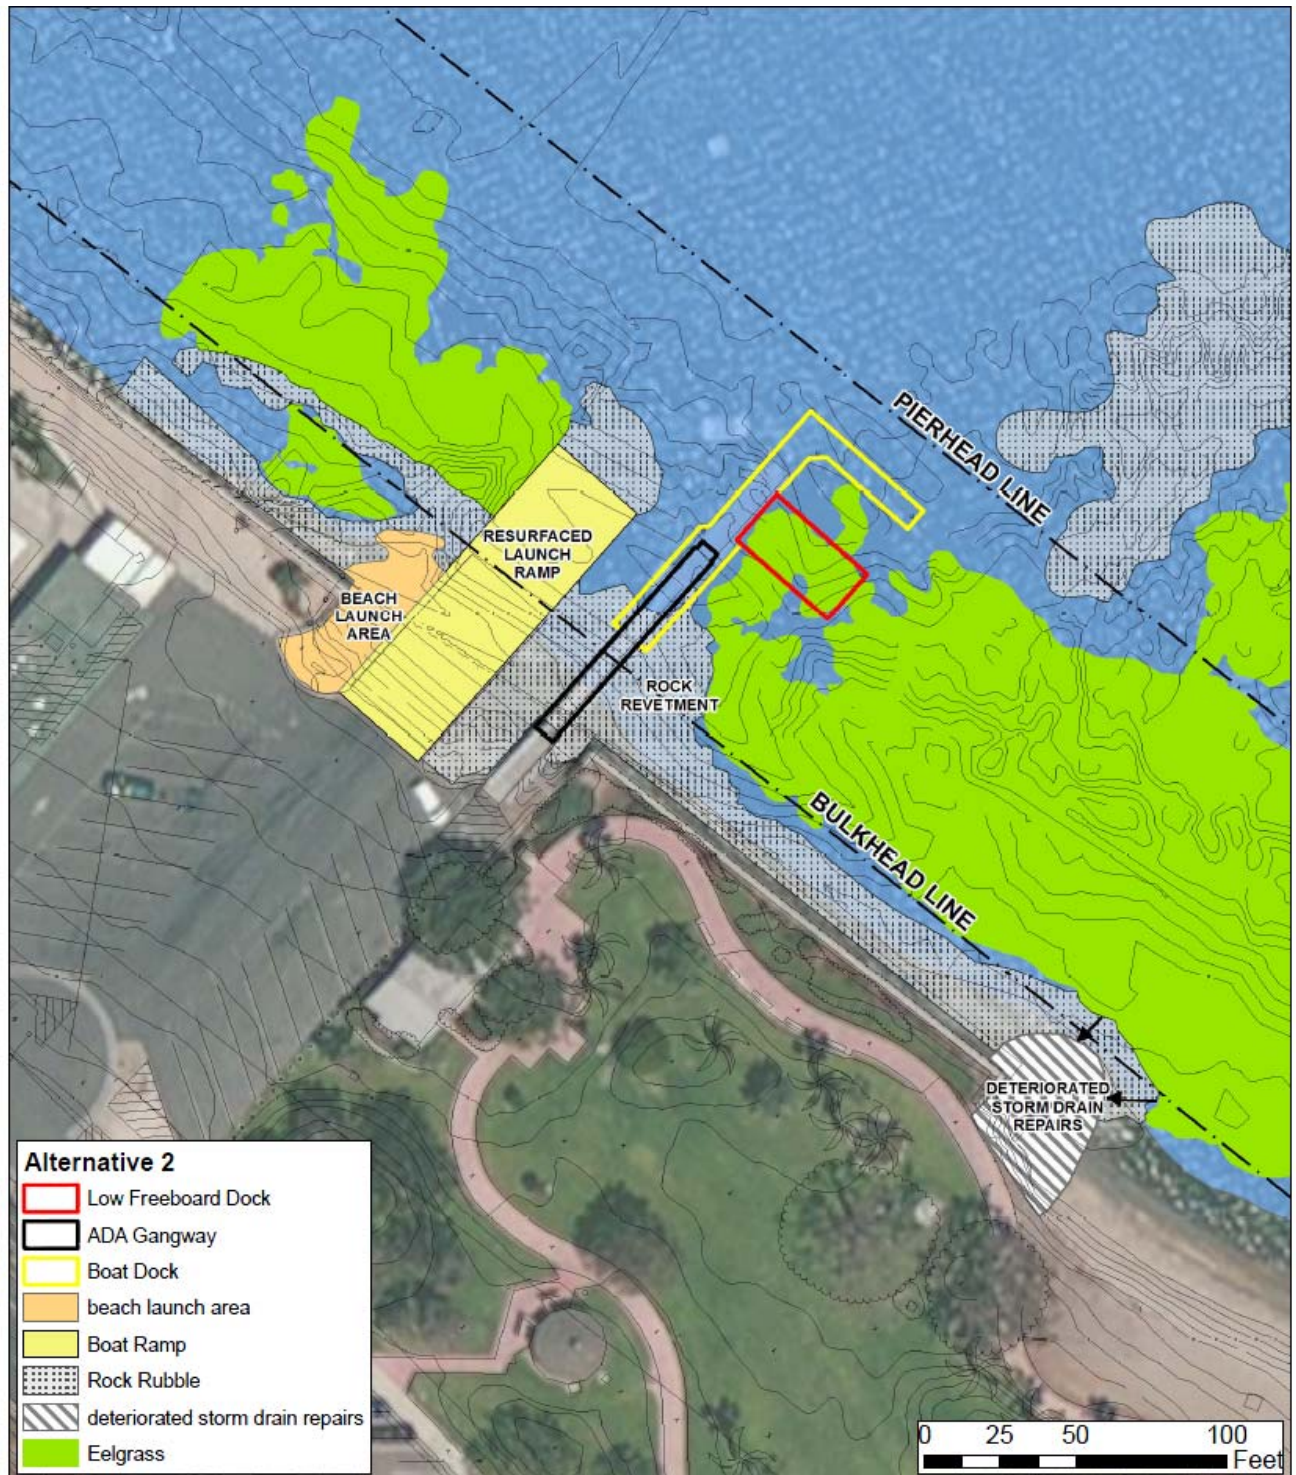 PIERHEAD LINE
RESURFACED
LAUNCH
RAMP
BEACH
LAUNCH
AREA
ROCK
REVETMENT
BULKHEAD LINE
DETERIORATED
STORM DRAIN
REPAIRS
Alternative 2
Low Freeboard Dock
ADA Gangway
Boat Dock
beach launch area
Boat Ramp
Rock Rubble
deteriorated storm drain repairs
Eelgrass
0 25 50 100
Feet